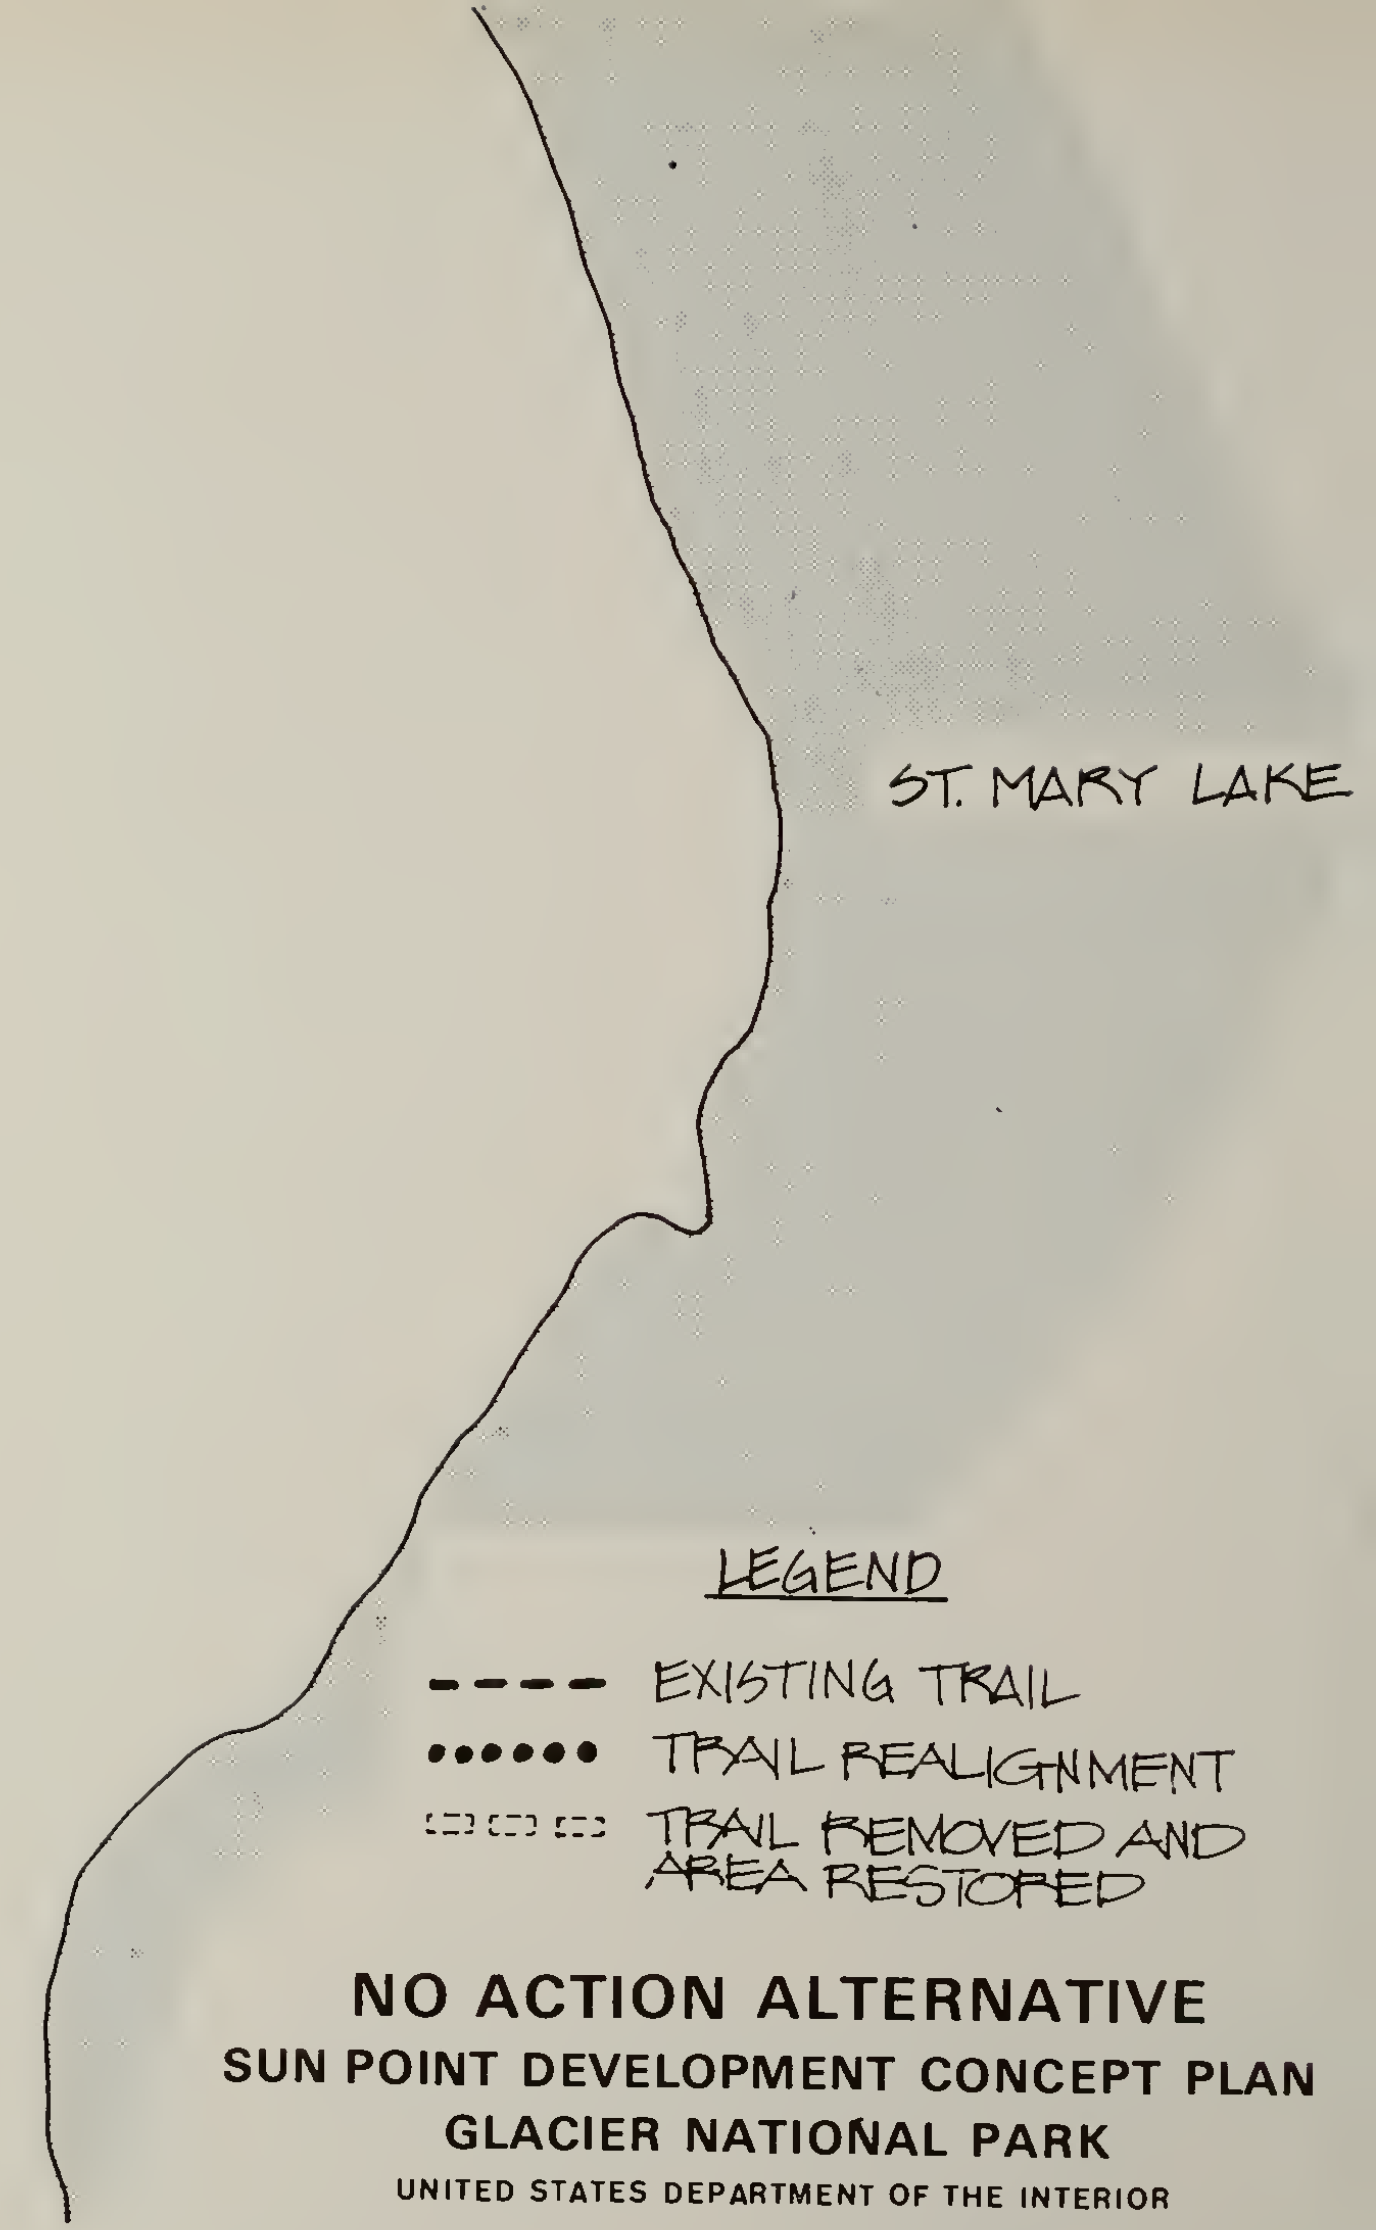 ST. MARY LAKE
LEGEND
EXISTING TRAIL
TRAIL REALIGNMENT
TRAIL REMOVED AND
AREA RESTORED
NO ACTION ALTERNATIVE
SUN POINT DEVELOPMENT CONCEPT PLAN
GLACIER NATIONAL PARK
UNITED STATES DEPARTMENT OF THE INTERIOR